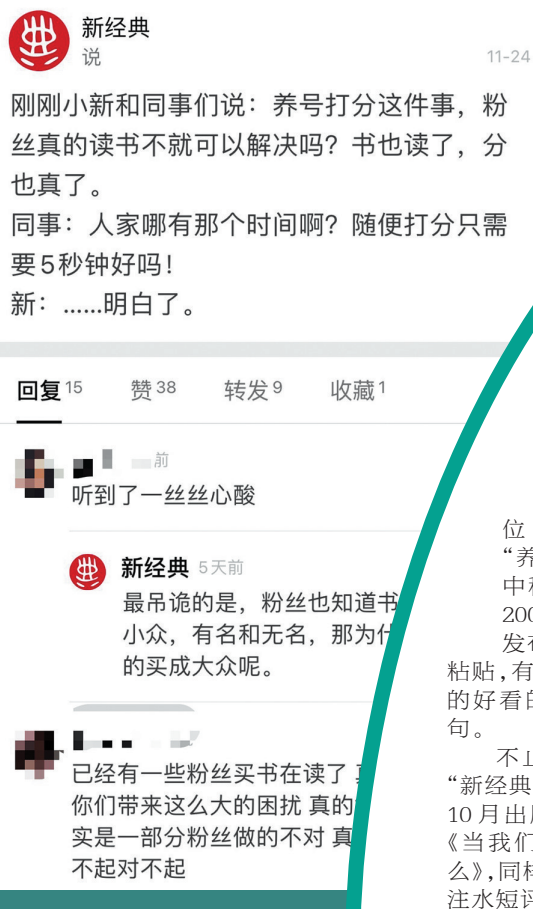 新经典
说
11-24
刚刚小新和同事们说：养号打分这件事，粉
丝真的读书不就可以解决吗？书也读了，分
也真了。
同事：人家哪有那个时间啊？随便打分只需
要5秒钟好吗！
新：……明白了。
回复 15 赞 38 转发 9 收藏 1
前
听到了一丝丝心酸
新经典 5天前
最吊诡的是，粉丝也知道书
小众，有名和无名，那为什
的买成大众呢。
已经有一些粉丝买书在读了
你们带来这么大的困扰 真的
实是一部分粉丝做的不对 真
不起对不起
位
“养
中
200
发
粘贴，有
的好看的
句。
不止
“新经典
10 月出
《当我们
么》，同样
注水短评